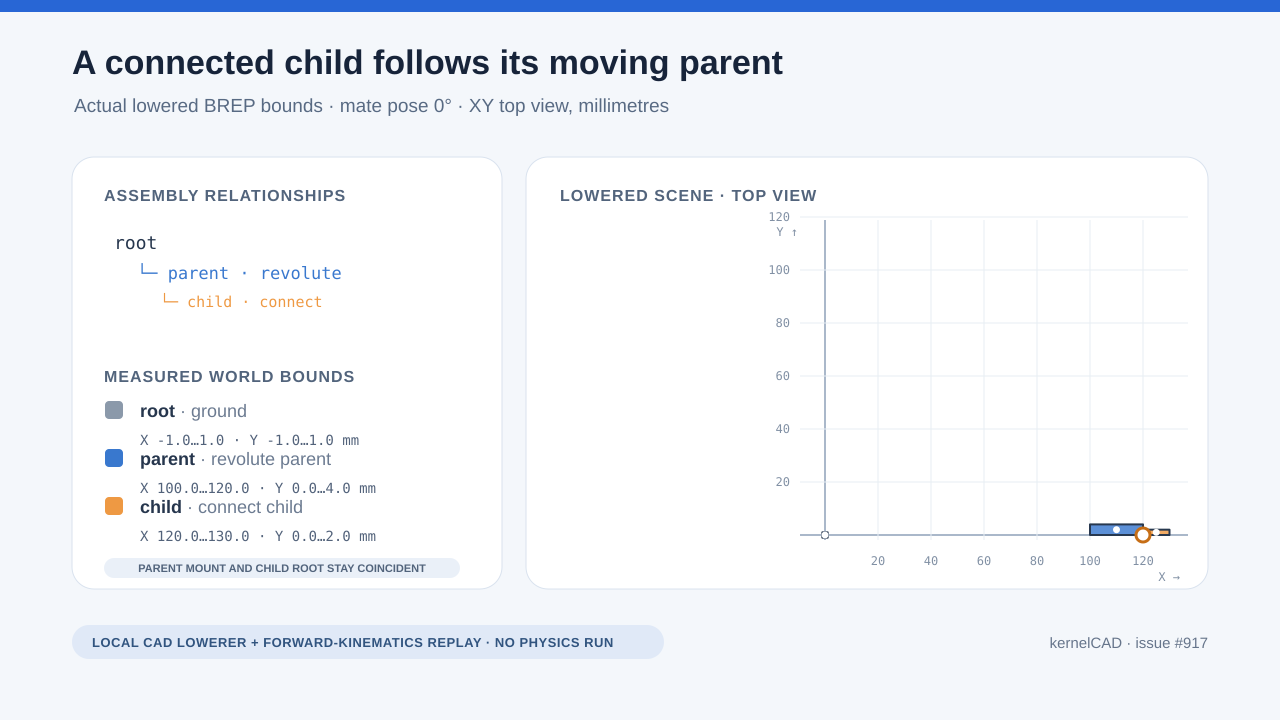 A connected child follows its moving parent
Actual lowered BREP bounds · mate pose 0° · XY top view, millimetres
ASSEMBLY RELATIONSHIPS
root
└─ parent · revolute
└─ child · connect
MEASURED WORLD BOUNDS
root · ground
X -1.0…1.0 · Y -1.0…1.0 mm
parent · revolute parent
X 100.0…120.0 · Y 0.0…4.0 mm
child · connect child
X 120.0…130.0 · Y 0.0…2.0 mm
PARENT MOUNT AND CHILD ROOT STAY COINCIDENT
LOWERED SCENE · TOP VIEW
120
Y ↑
100
80
60
40
20
20 40 60 80 100 120
X →
LOCAL CAD LOWERER + FORWARD-KINEMATICS REPLAY · NO PHYSICS RUN
kernelCAD · issue #917